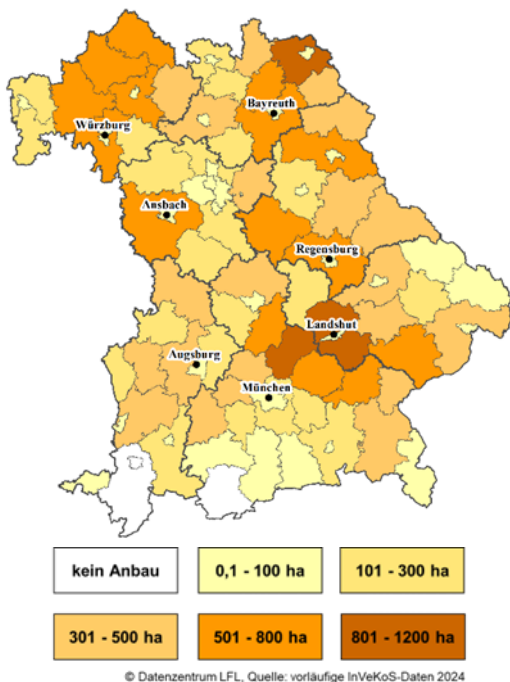 Bayreuth
Würzburg
Ansbach
Regensburg
Landshut
Augsburg
München
kein Anbau
0,1 - 100 ha
101 - 300 ha
301 - 500 ha
501 - 800 ha
801 - 1200 ha
© Datenzentrum LFL, Quelle: vorläufige InVeKoS-Daten 2024